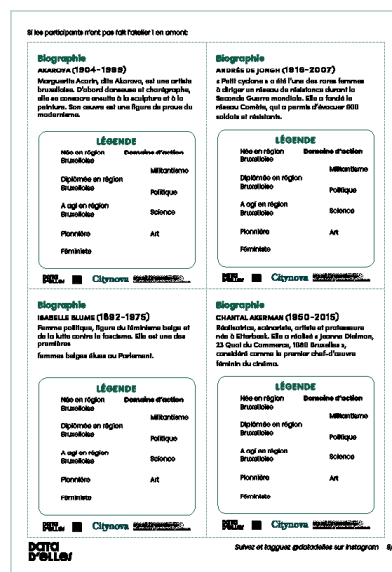 Si les participantes n'ont pas fait l'atelier 1 en amont:
Biographie
AKAROVA (1904-1999)
Marguerite Acarin, dite Akarova, est une artiste
bruxelloise. D'abord danseuse et chorégraphe,
elle se consacre ensuite à la sculpture et à la
peinture. Son œuvre est une figure de proue du
modernisme.
LÉGENDE
Née en région
Bruxelloise
Domaine d'action
Militantisme
Diplômée en région
Bruxelloise
Politique
A agi en région
Bruxelloise
Science
Pionnière
Art
Féministe
DATA
D'ELLES
Citynova
Biographie
ANDRÉE DE JONGH (1916-2007)
« Petit cyclone » a été l'une des rares femmes
à diriger un réseau de résistance durant la
Seconde Guerre mondiale. Elle a fondé le
réseau Comète, qui a permis d'évacuer 800
soldats et résistants.
LÉGENDE
Née en région
Bruxelloise
Domaine d'action
Militantisme
Diplômée en région
Bruxelloise
Politique
A agi en région
Bruxelloise
Science
Pionnière
Art
Féministe
DATA
D'ELLES
Citynova
Biographie
ISABELLE BLUME (1892-1975)
Femme politique, figure du féminisme belge et
de la lutte contre le fascisme. Elle est une des
premières
femmes belges élues au Parlement.
LÉGENDE
Née en région
Bruxelloise
Domaine d'action
Militantisme
Diplômée en région
Bruxelloise
Politique
A agi en région
Bruxelloise
Science
Pionnière
Art
Féministe
DATA
D'ELLES
Citynova
Biographie
CHANTAL AKERMAN (1950-2015)
Réalisatrice, scénariste, artiste et professeure
née à Etterbeek. Elle a réalisé « Jeanne Dielman,
23 Quai du Commerce, 1080 Bruxelles »,
considéré comme le premier chef-d'œuvre
féminin du cinéma.
LÉGENDE
Née en région
Bruxelloise
Domaine d'action
Militantisme
Diplômée en région
Bruxelloise
Politique
A agi en région
Bruxelloise
Science
Pionnière
Art
Féministe
DATA
D'ELLES
Citynova
DATA
D'ELLES
Suivez et tagguez @datadelles sur instagram